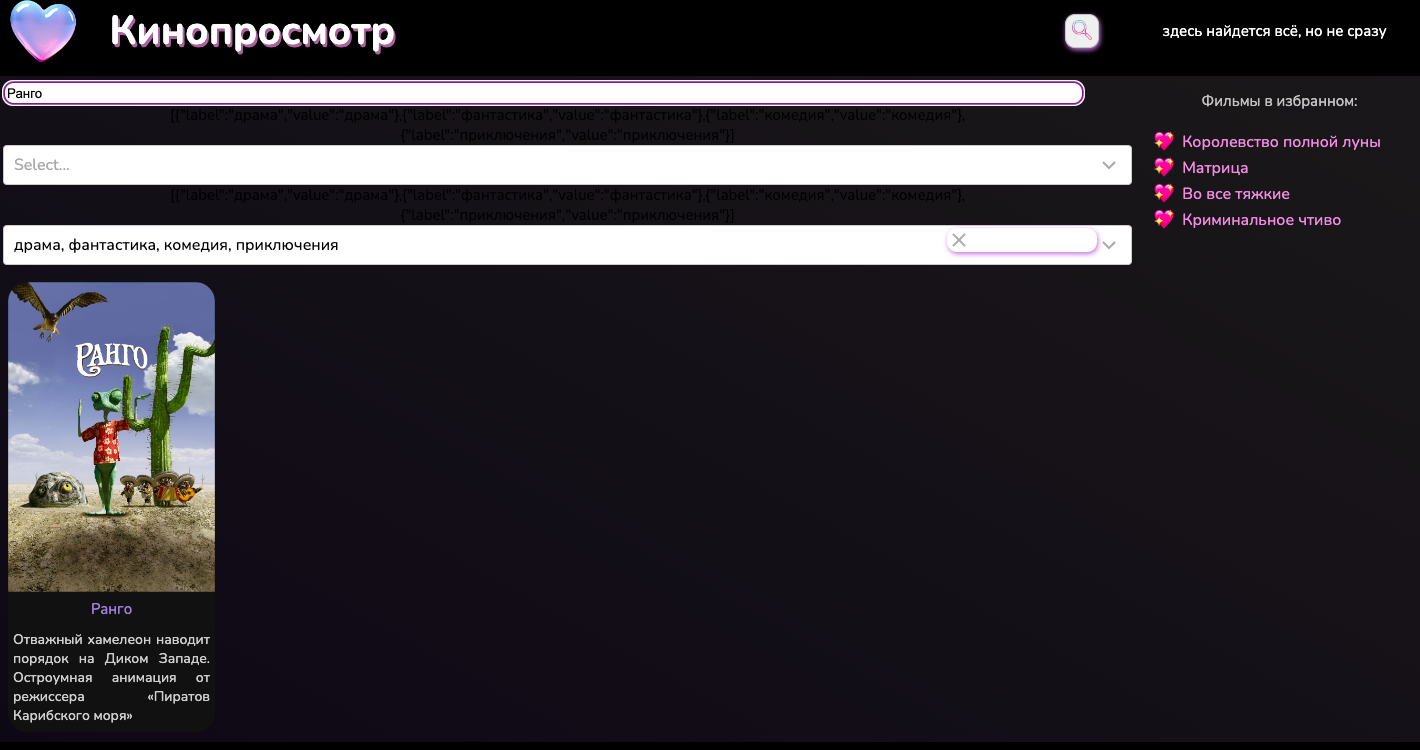 Кинопросмотр
здесь найдется всё, но не сразу
Ранго
[{"label":"драма","value":"драма"},{"label":"фантастика","value":"фантастика"},{"label":"комедия","value":"комедия"},
{"label":"приключения","value":"приключения"}]
Select...
[{"label":"драма","value":"драма"},{"label":"фантастика","value":"фантастика"},{"label":"комедия","value":"комедия"},
{"label":"приключения","value":"приключения"}]
драма, фантастика, комедия, приключения
Фильмы в избранном:
Королевство полной луны
Матрица
Во все тяжкие
Криминальное чтиво
РАНГО
Ранго
Отважный хамелеон наводит
порядок на Диком Западе.
Остроумная анимация от
режиссера «Пиратов
Карибского моря»